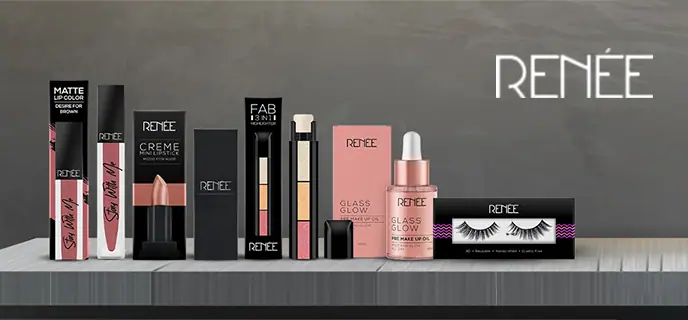 RENÉE
MATTE
LIP COLOR
DESIRE FOR
BROWN
Stay With Me
Stay With Me
RENÉE
CREME
MINI LIPSTICK
RENÉE
FAB
3 IN 1
HIGHLIGHTER
RENÉE
RENÉE
GLASS
GLOW
PRE MAKE UP OIL
RENÉE
GLASS
GLOW
PRE MAKE UP OIL
RENÉE